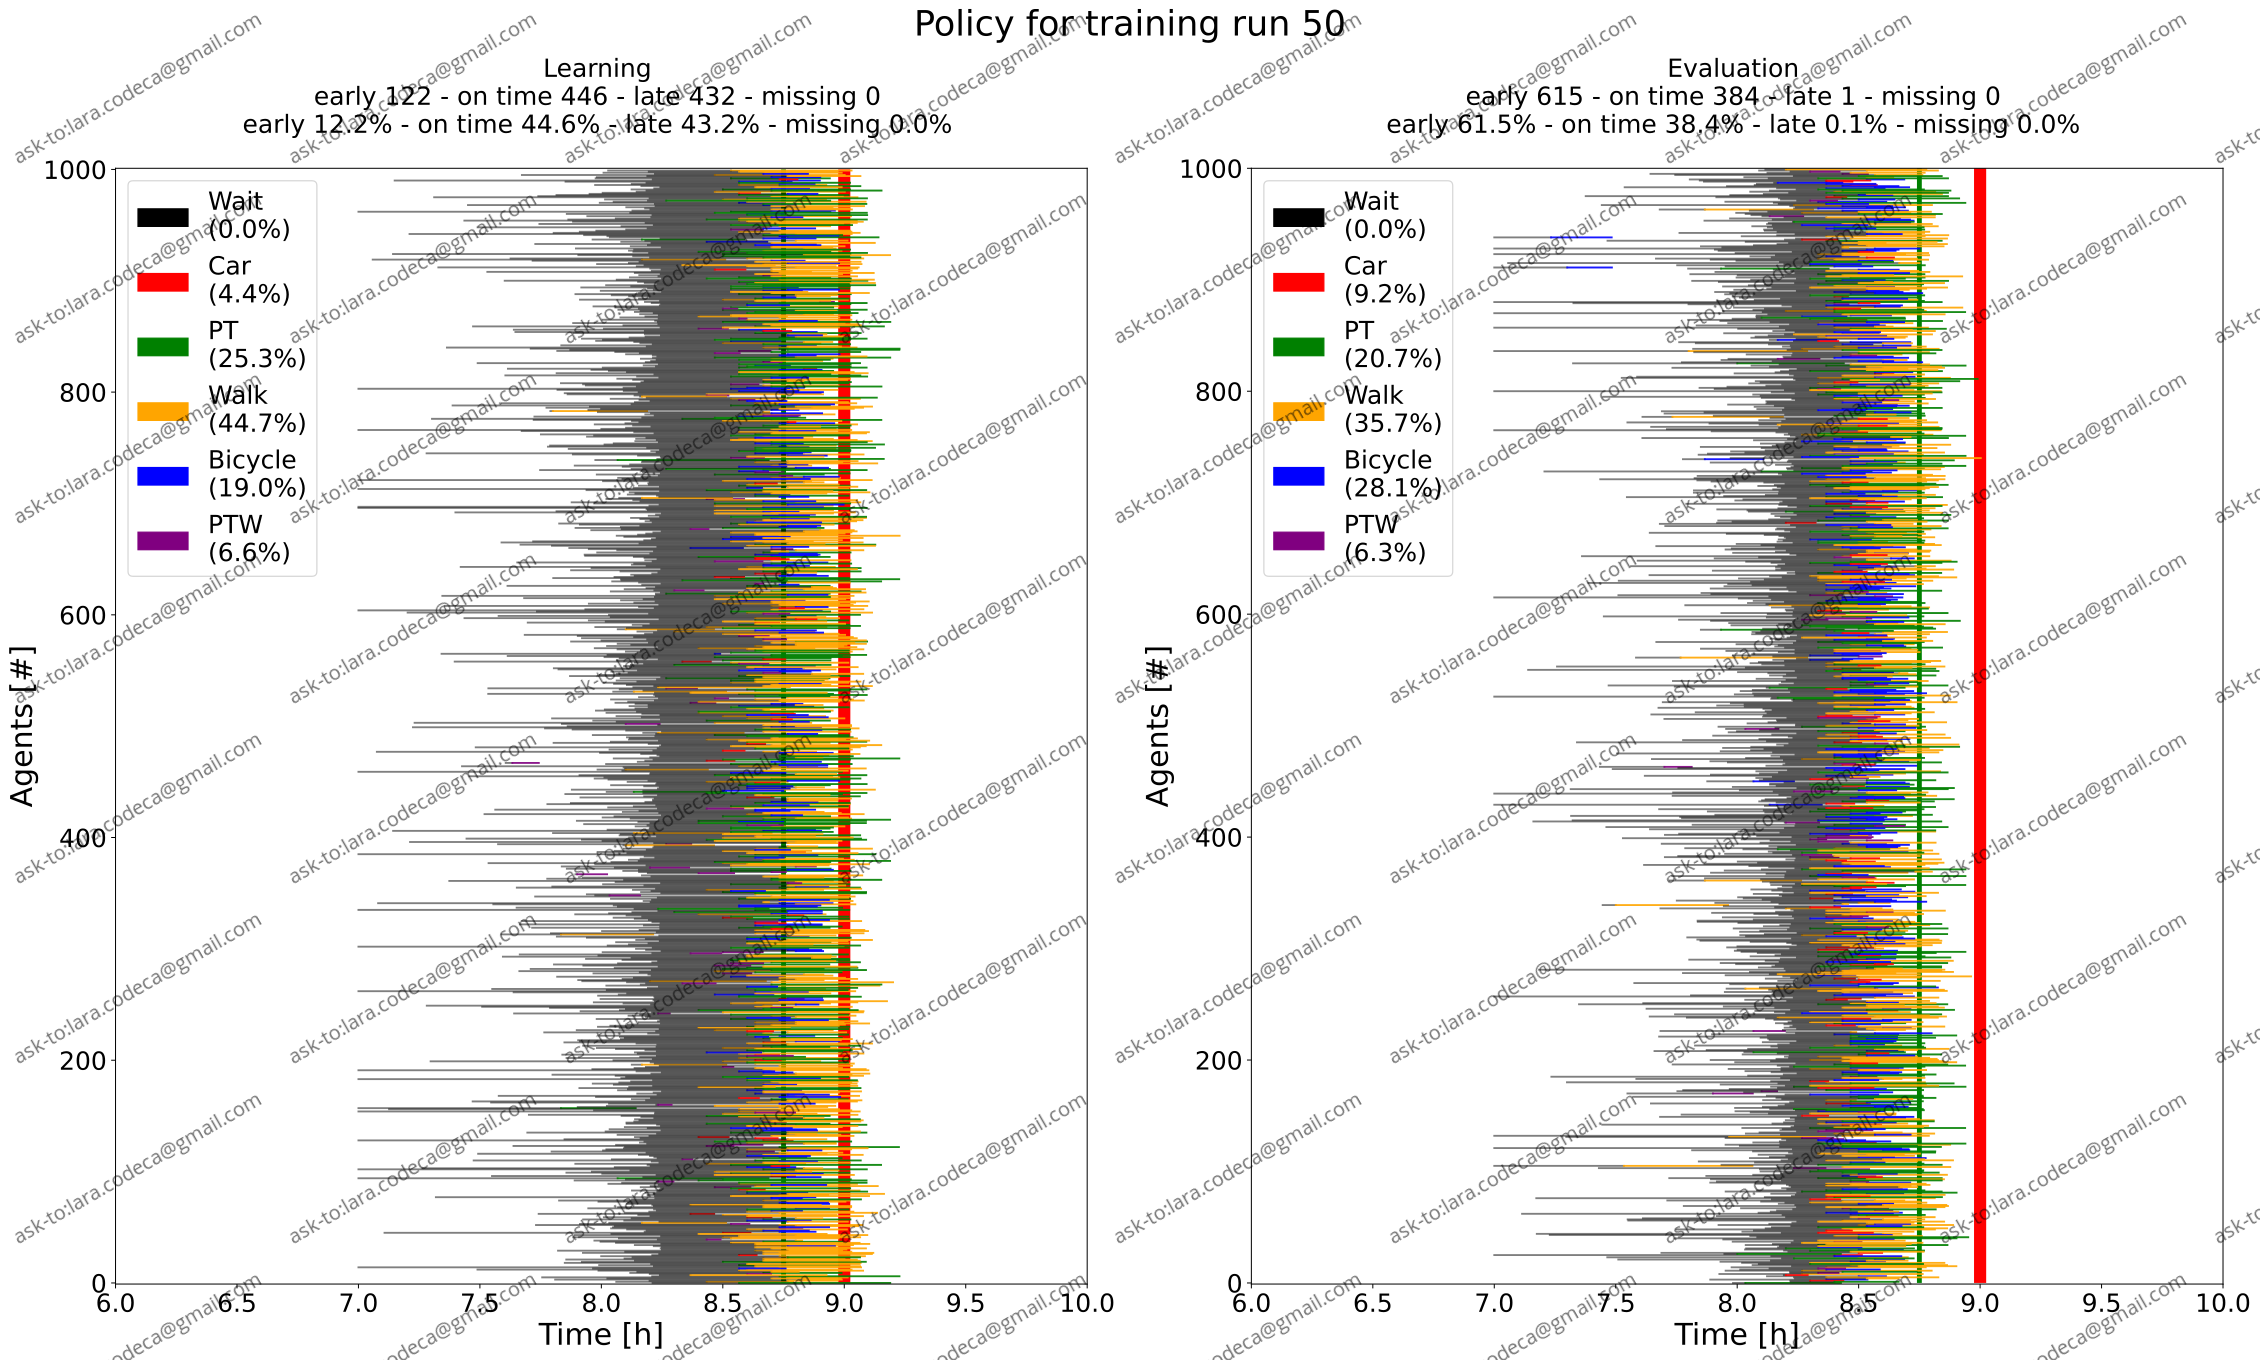 Policy for training run 50
Learning
early 122 - on time 446 - late 432 - missing 0
early 12.2% - on time 44.6% - late 43.2% - missing 0.0%
1000
800
600
400
200
0
Agents [#]
Wait
(0.0%)
Car
(4.4%)
PT
(25.3%)
Walk
(44.7%)
Bicycle
(19.0%)
PTW
(6.6%)
6.0 6.5 7.0 7.5 8.0 8.5 9.0 9.5 10.0
Time [h]
Evaluation
early 615 - on time 384 - late 1 - missing 0
early 61.5% - on time 38.4% - late 0.1% - missing 0.0%
1000
800
600
400
200
0
Agents [#]
Wait
(0.0%)
Car
(9.2%)
PT
(20.7%)
Walk
(35.7%)
Bicycle
(28.1%)
PTW
(6.3%)
6.0 6.5 7.0 7.5 8.0 8.5 9.0 9.5 10.0
Time [h]
ask-to:lara.codeca@gmail.com